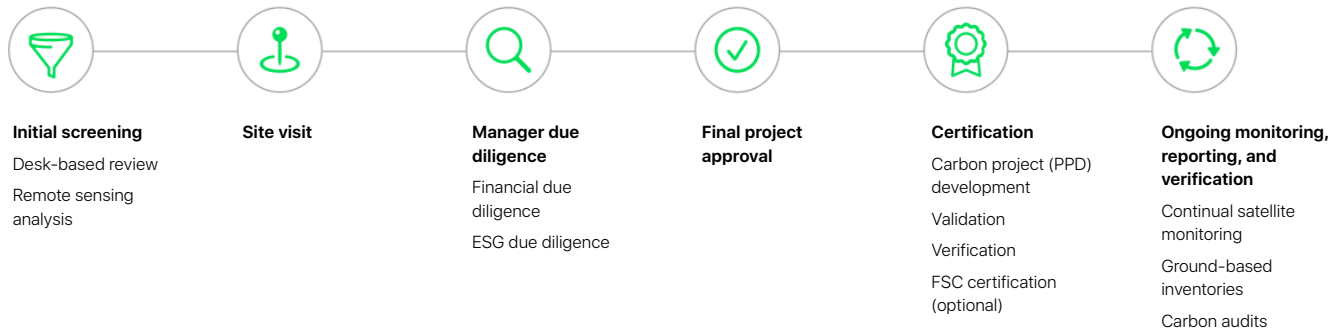 Initial screening
Desk-based review
Remote sensing
analysis
Site visit
Manager due
diligence
Financial due
diligence
ESG due diligence
Final project
approval
Certification
Carbon project (PPD)
development
Validation
Verification
FSC certification
(optional)
Ongoing monitoring,
reporting, and
verification
Continual satellite
monitoring
Ground-based
inventories
Carbon audits